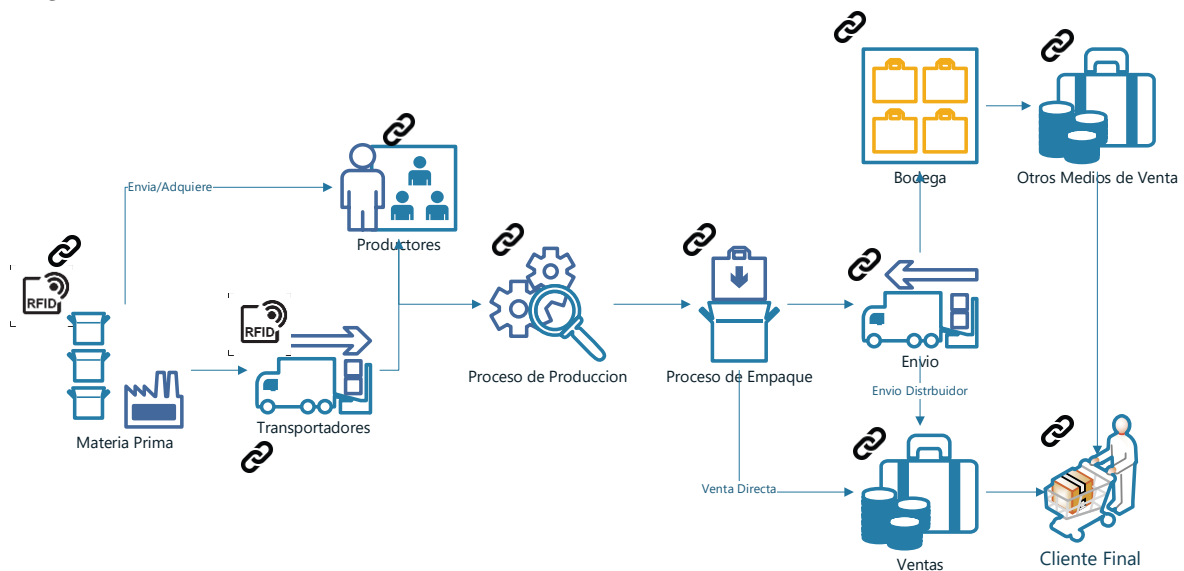 Bodega
Otros Medios de Venta
Envia/Adquiere
Productores
RFID
RFID
Proceso de Produccion
Proceso de Empaque
Envio
Envio Distrbuidor
Transportadores
Materia Prima
Venta Directa
Ventas
Cliente Final